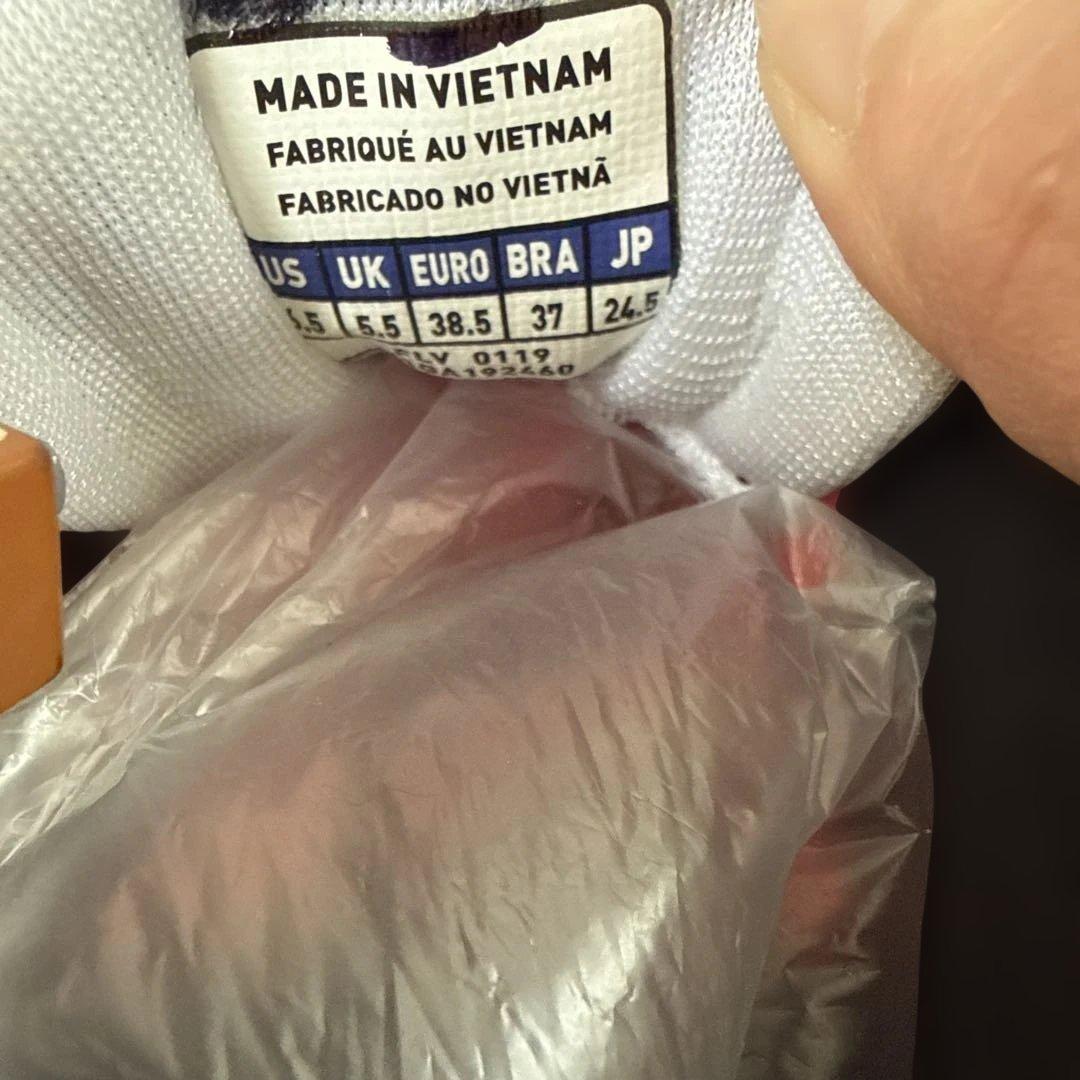 MADE IN VIETNAM
FABRIQUÉ AU VIETNAM
FABRICADO NO VIETNÃ
US UK EURO BRA JP
5.5 38.5 37 24.5
0119